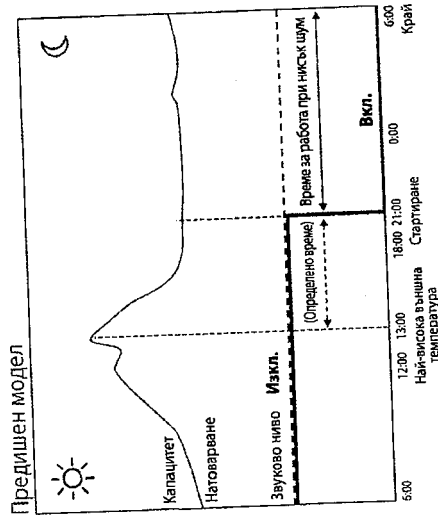 Предишен модел
Капацитет
Натоварване
Звуково ниво
Изкл.
(Определено време)
Време за работа при нисък шум
Вкл.
6:00
12:00
13:00
18:00
21:00
0:00
6:00
Най-висока външна
температура
Стартиране
Край